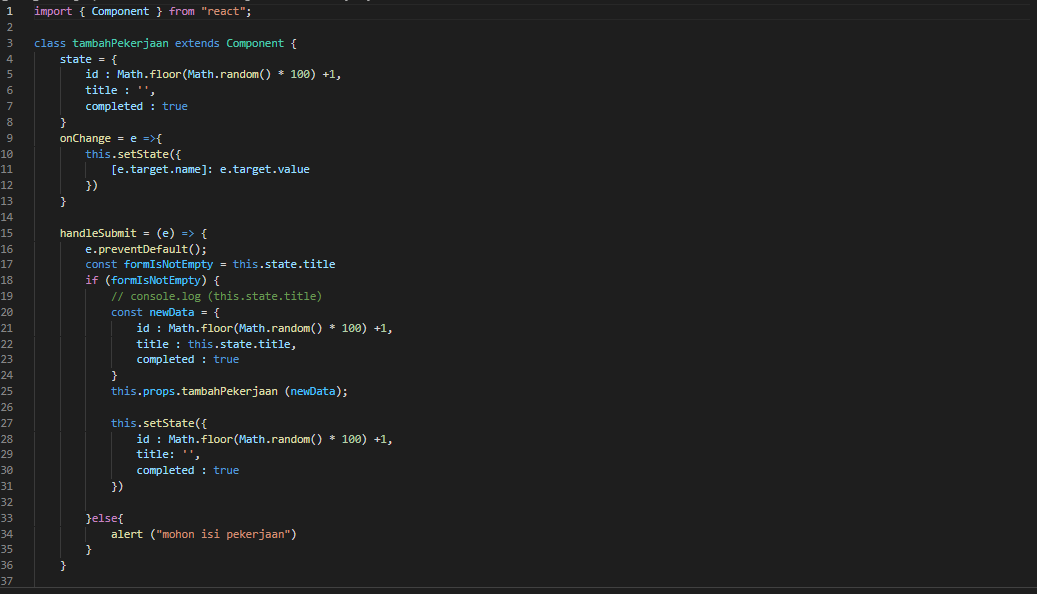 1 import { Component } from "react";
2
3 class tambahPekerjaan extends Component {
4 state = {
5 id : Math.floor(Math.random() * 100) +1,
6 title : '',
7 completed : true
8 }
9 onChange = e =>{
10 this.setState({
11 [e.target.name]: e.target.value
12 })
13 }
14
15 handleSubmit = (e) => {
16 e.preventDefault();
17 const formIsNotEmpty = this.state.title
18 if (formIsNotEmpty) {
19 // console.log (this.state.title)
20 const newData = {
21 id : Math.floor(Math.random() * 100) +1,
22 title : this.state.title,
23 completed : true
24 }
25 this.props.tambahPekerjaan (newData);
26
27 this.setState({
28 id : Math.floor(Math.random() * 100) +1,
29 title: '',
30 completed : true
31 })
32
33 }else{
34 alert ("mohon isi pekerjaan")
35 }
36 }
37